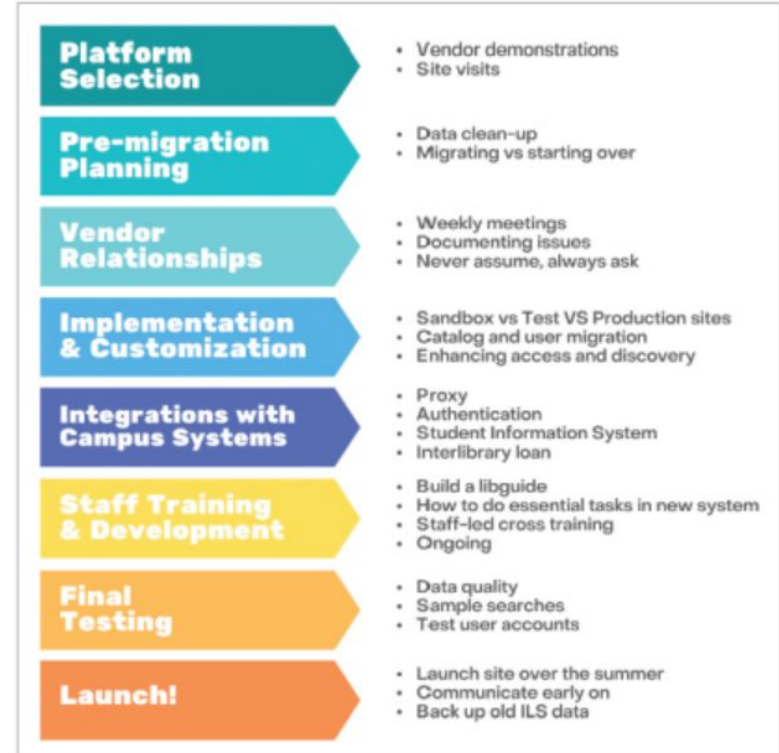 Platform
Selection
• Vendor demonstrations
• Site visits
Pre-migration
Planning
• Data clean-up
• Migrating vs starting over
Vendor
Relationships
• Weekly meetings
• Documenting issues
• Never assume, always ask
Implementation
& Customization
• Sandbox vs Test VS Production sites
• Catalog and user migration
• Enhancing access and discovery
Integrations with
Campus Systems
• Proxy
• Authentication
• Student Information System
• Interlibrary loan
Staff Training
& Development
• Build a libguide
• How to do essential tasks in new system
• Staff-led cross training
• Ongoing
Final
Testing
• Data quality
• Sample searches
• Test user accounts
Launch!
• Launch site over the summer
• Communicate early on
• Back up old ILS data